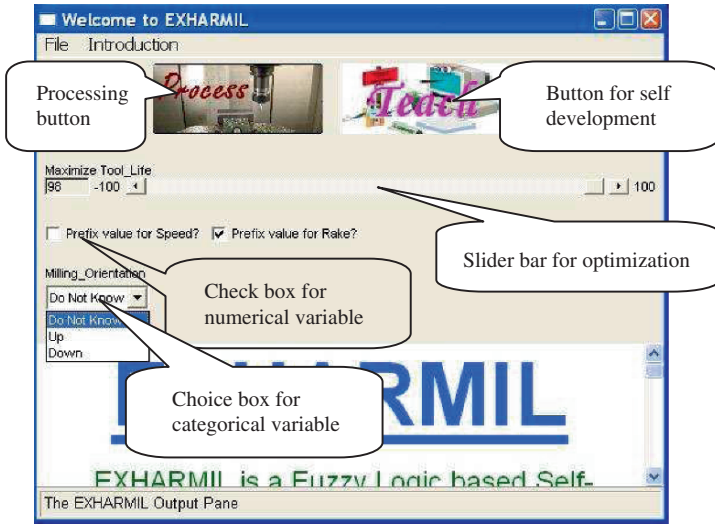 Welcome to EXHARMIL
File Introduction
Processing
button
Process
Teach
Button for self
development
Maximize Tool_Life
98 -100 100
Prefix value for Speed? Prefix value for Rake?
Slider bar for optimization
Milling_Orientation
Check box for
numerical variable
Do Not Know
Do Not Know
Up
Down
Choice box for
categorical variable
RMIL
EXHARMIL is a Fuzzy Logic based Self-
The EXHARMIL Output Pane